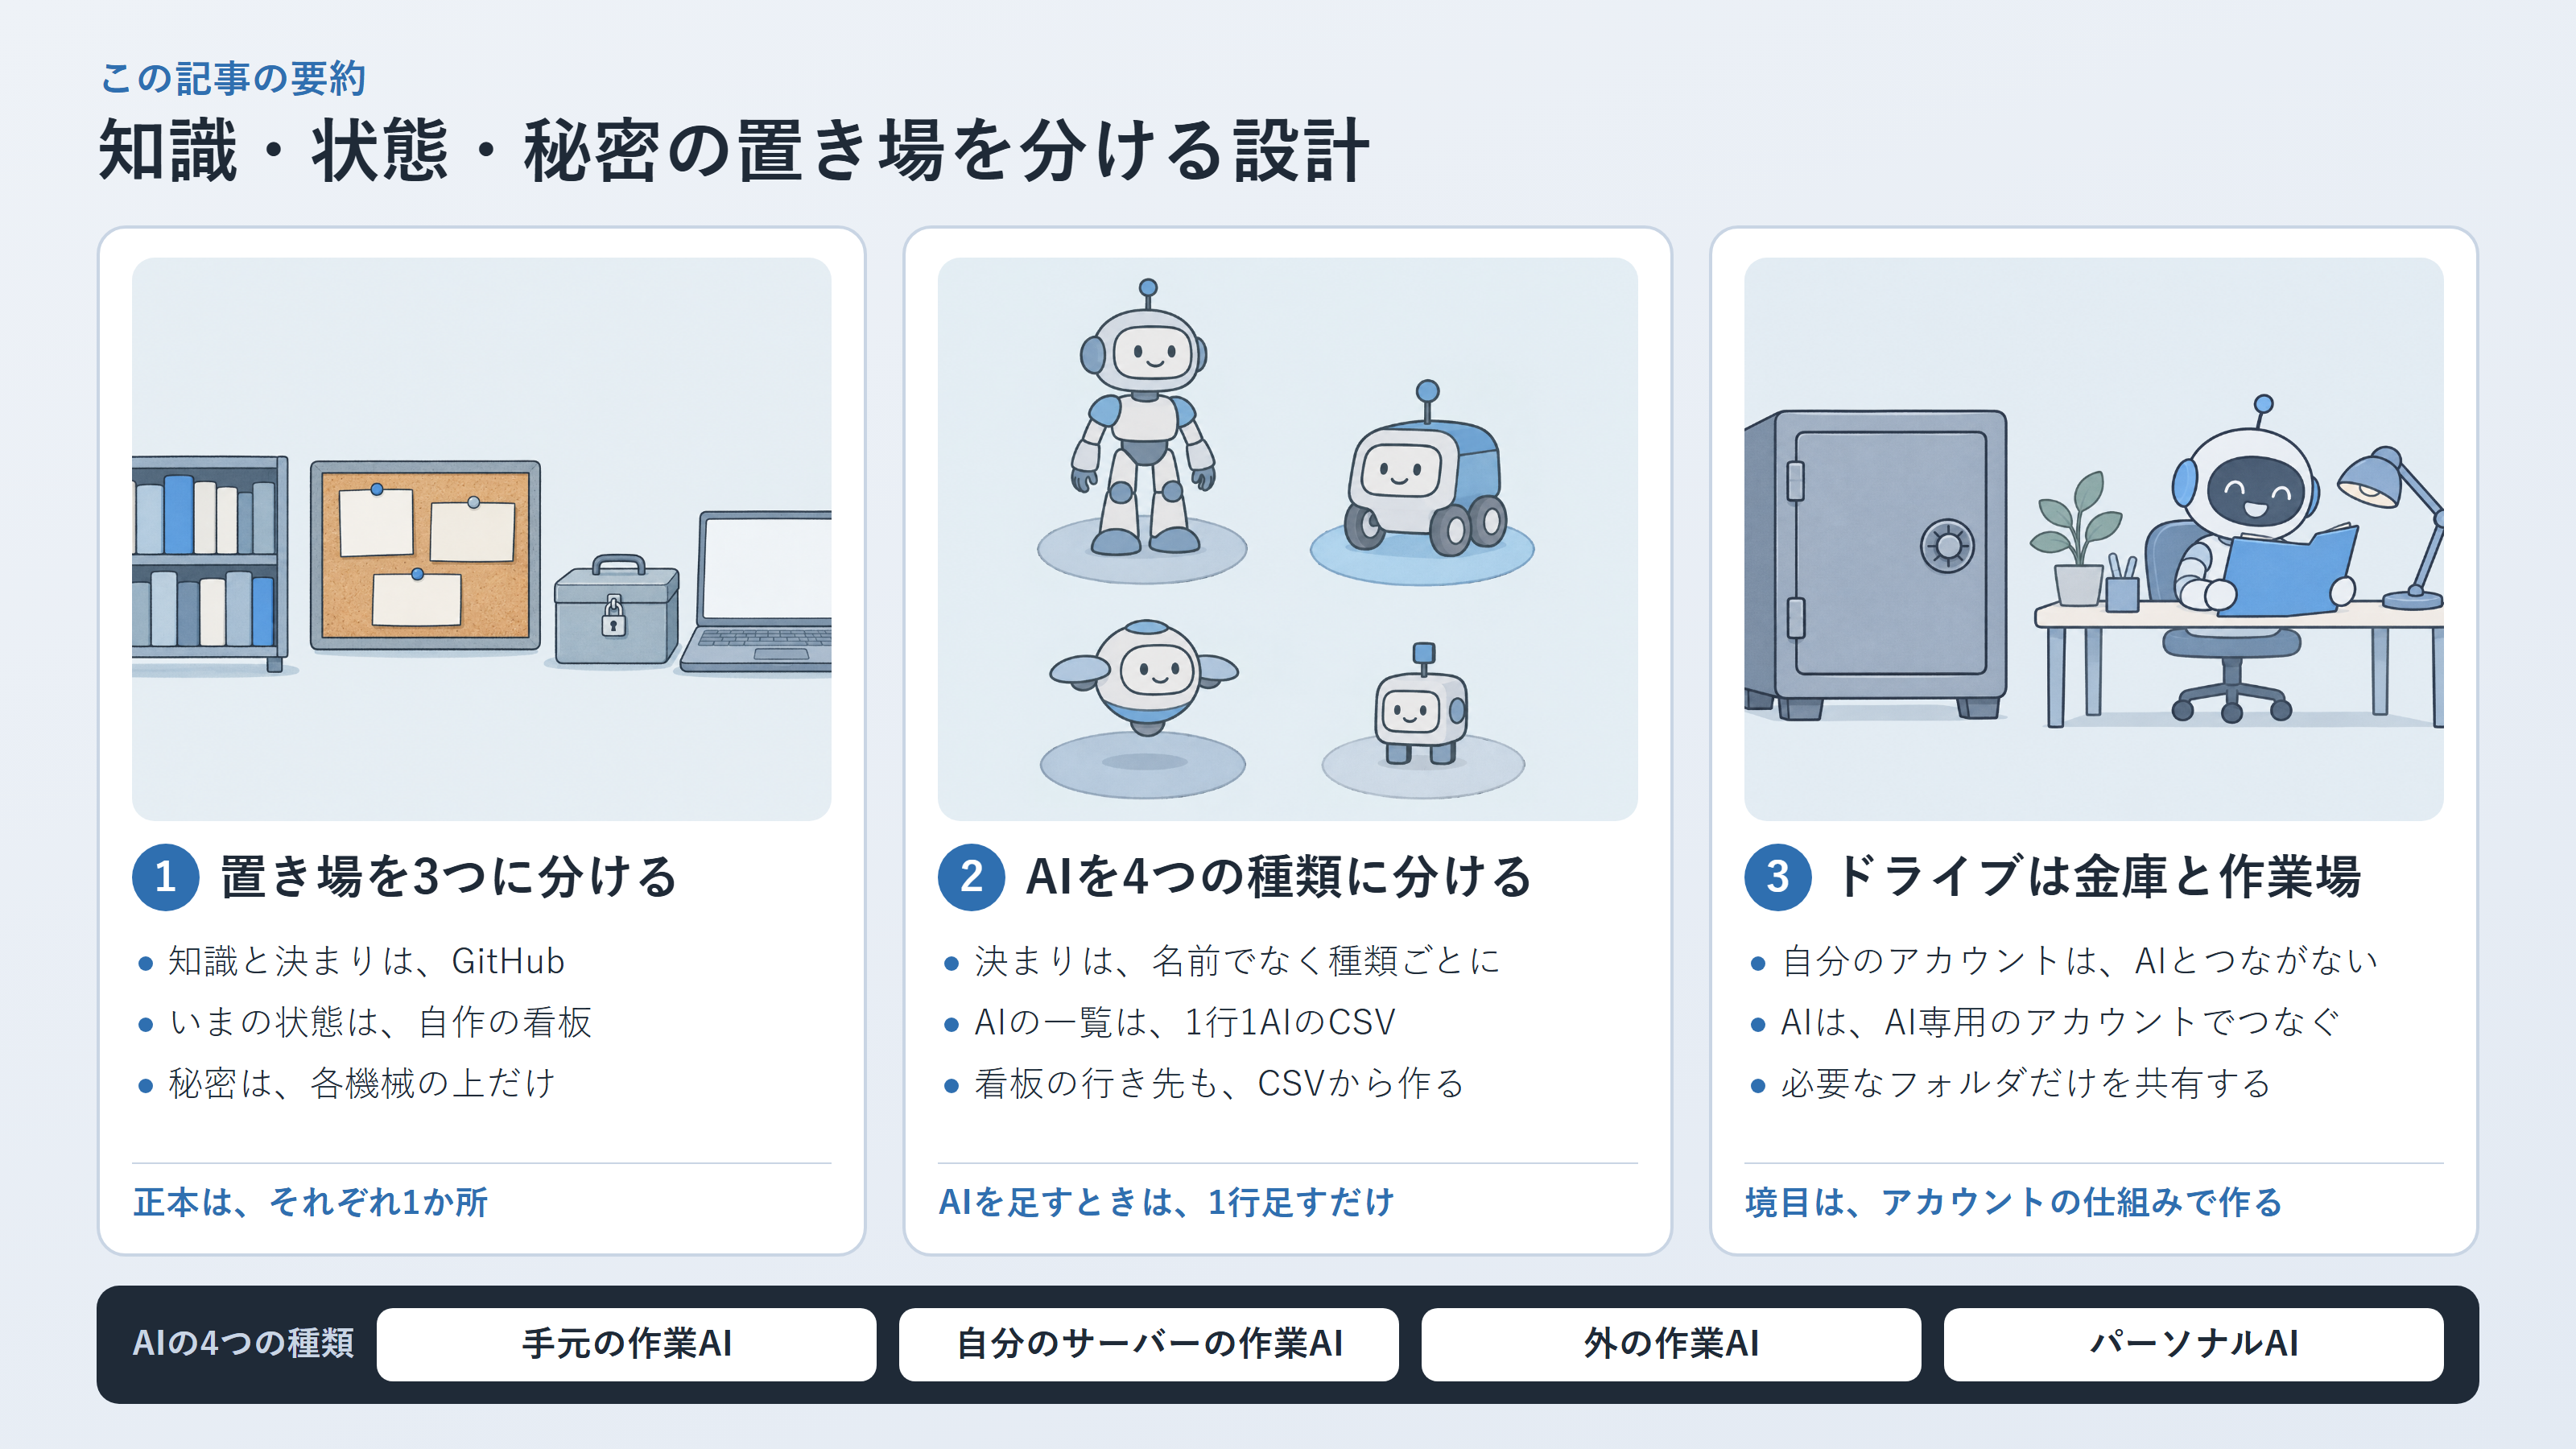 この記事の要約
知識・状態・秘密の置き場を分ける設計
1 置き場を3つに分ける
● 知識と決まりは、GitHub
● いまの状態は、自作の看板
● 秘密は、各機械の上だけ
正本は、それぞれ1か所
2 AIを4つの種類に分ける
● 決まりは、名前でなく種類ごとに
● AIの一覧は、1行1AIのCSV
● 看板の行き先も、CSVから作る
AIを足すときは、1行足すだけ
3 ドライブは金庫と作業場
● 自分のアカウントは、AIとつながない
● AIは、AI専用のアカウントでつなぐ
● 必要なフォルダだけを共有する
境目は、アカウントの仕組みで作る
AIの4つの種類
手元の作業AI
自分のサーバーの作業AI
外の作業AI
パーソナルAI